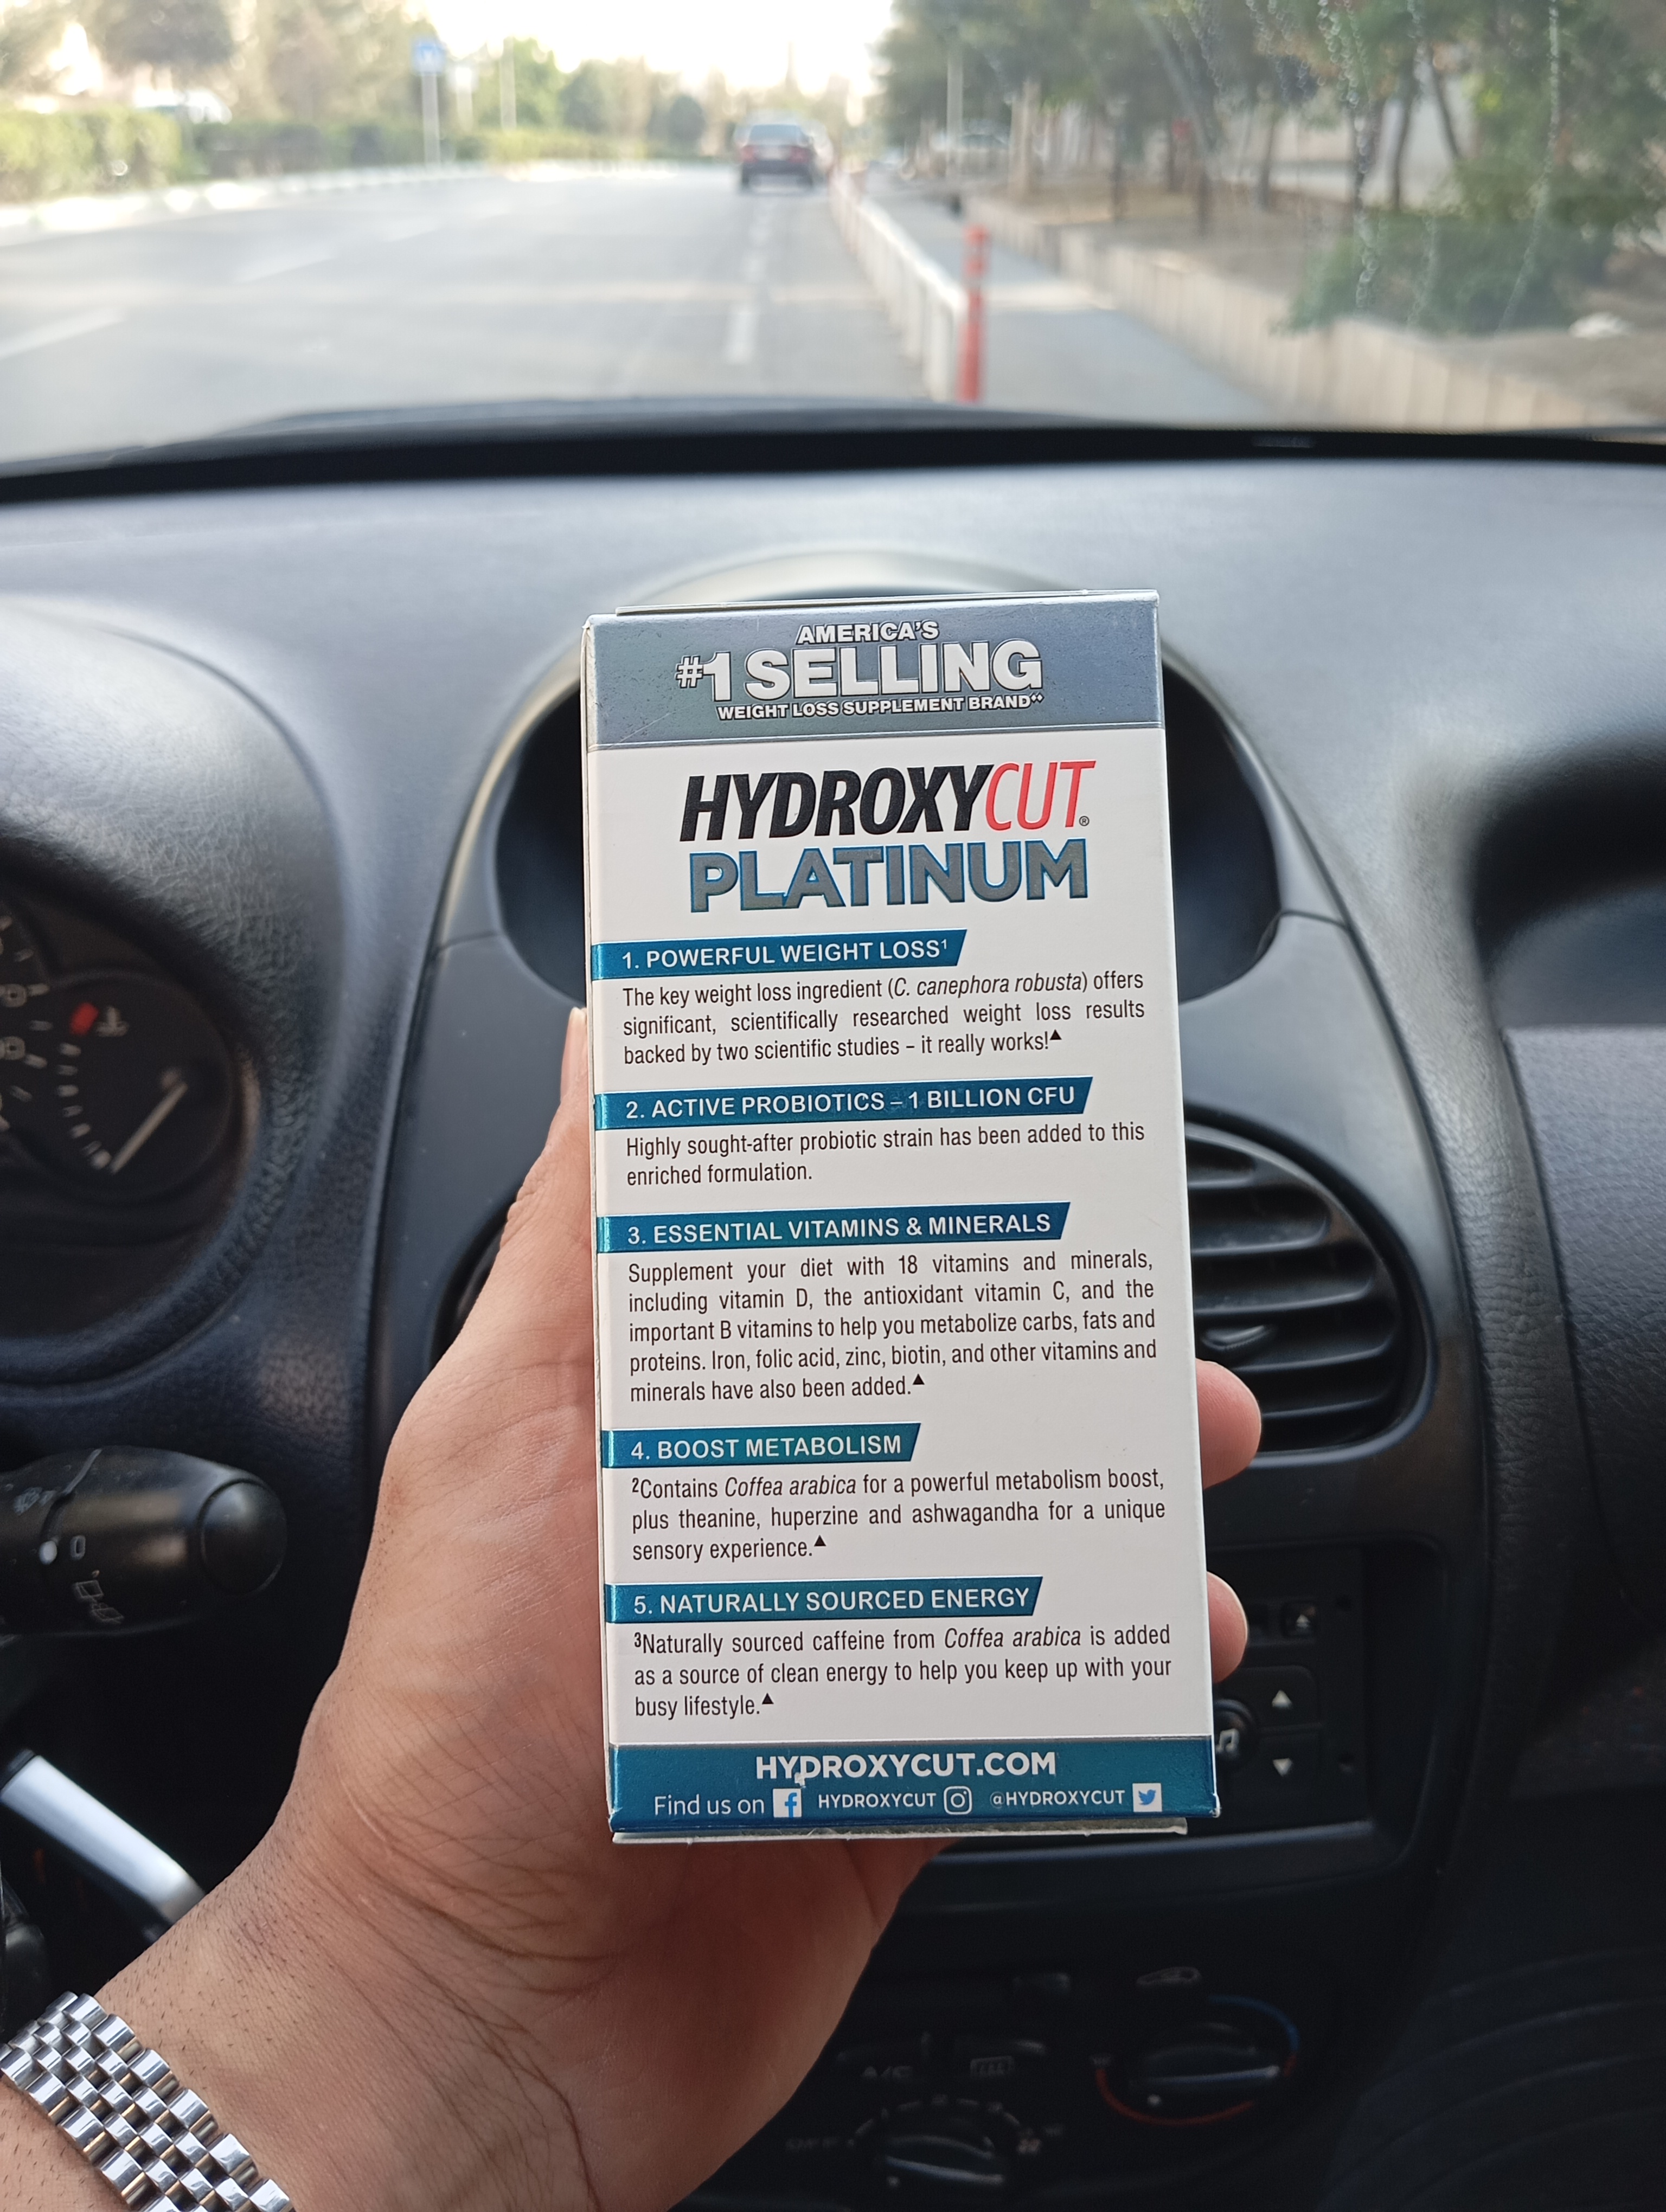 AMERICA'S
#1 SELLING
WEIGHT LOSS SUPPLEMENT BRAND
HYDROXYCUT®
PLATINUM
1. POWERFUL WEIGHT LOSS¹
The key weight loss ingredient (C. canephora robusta) offers
significant, scientifically researched weight loss results
backed by two scientific studies – it really works!▲
2. ACTIVE PROBIOTICS – 1 BILLION CFU
Highly sought-after probiotic strain has been added to this
enriched formulation.
3. ESSENTIAL VITAMINS & MINERALS
Supplement your diet with 18 vitamins and minerals,
including vitamin D, the antioxidant vitamin C, and the
important B vitamins to help you metabolize carbs, fats and
proteins. Iron, folic acid, zinc, biotin, and other vitamins and
minerals have also been added.▲
4. BOOST METABOLISM
²Contains Coffea arabica for a powerful metabolism boost,
plus theanine, huperzine and ashwagandha for a unique
sensory experience.▲
5. NATURALLY SOURCED ENERGY
³Naturally sourced caffeine from Coffea arabica is added
as a source of clean energy to help you keep up with your
busy lifestyle.▲
HYDROXYCUT.COM
Find us on f HYDROXYCUT @HYDROXYCUT
0
A/C